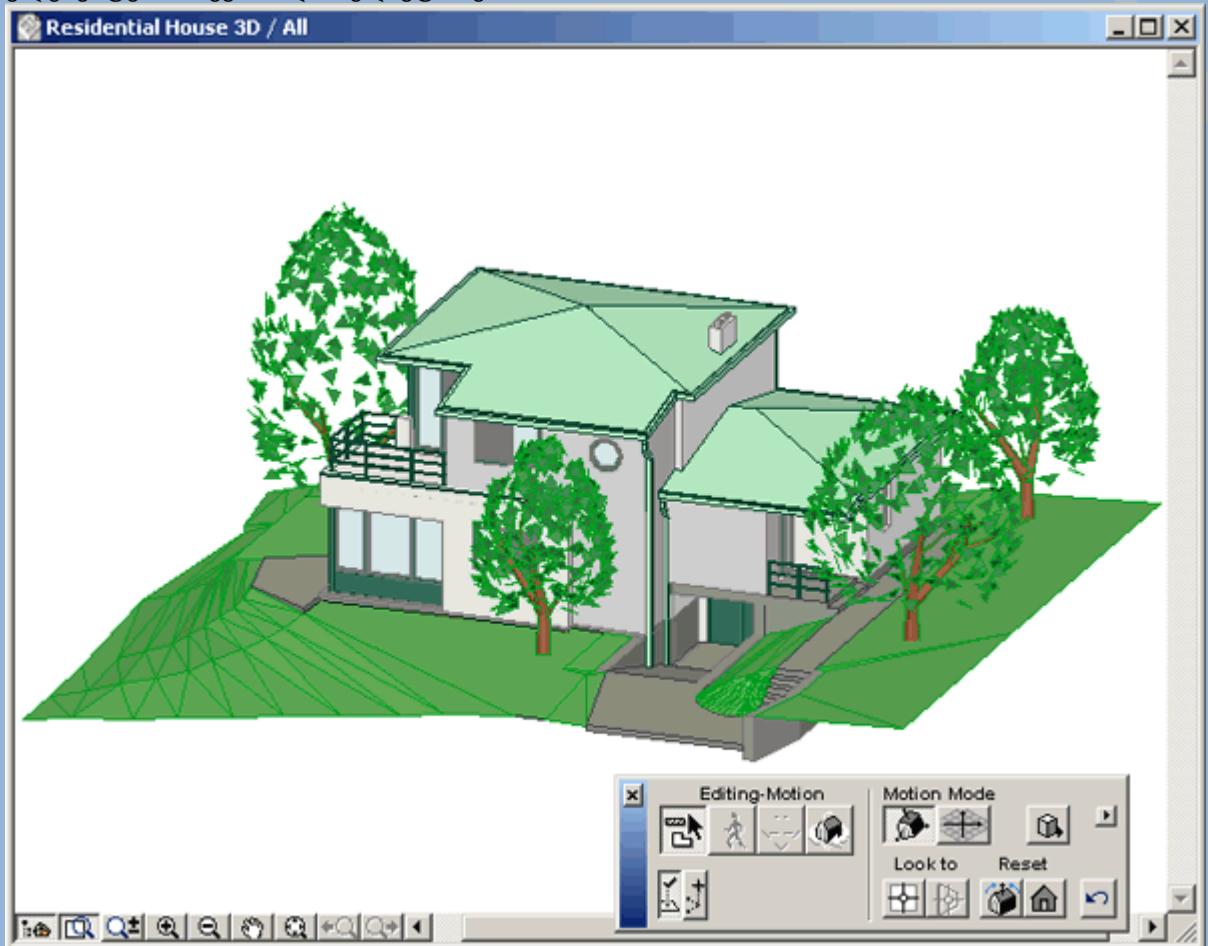 Residential House 3D / All
Editing-Motion
Motion Mode
Look to
Reset